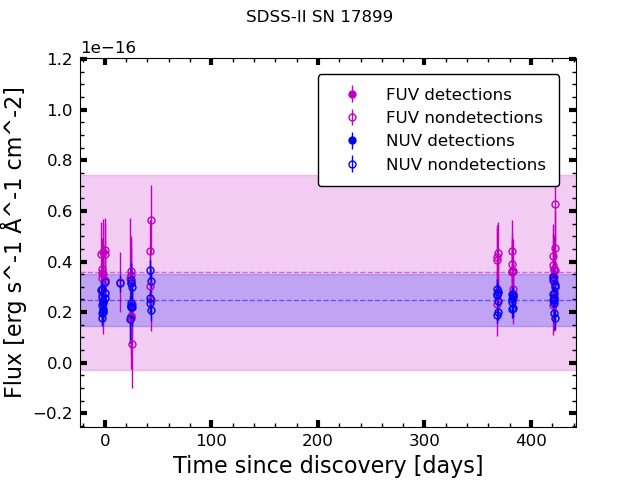 SDSS-II SN 17899
1e−16
1.2
1.0
0.8
0.6
0.4
0.2
0.0
−0.2
Flux [erg s^-1 Å^-1 cm^-2]
FUV detections
FUV nondetections
NUV detections
NUV nondetections
0 100 200 300 400
Time since discovery [days]